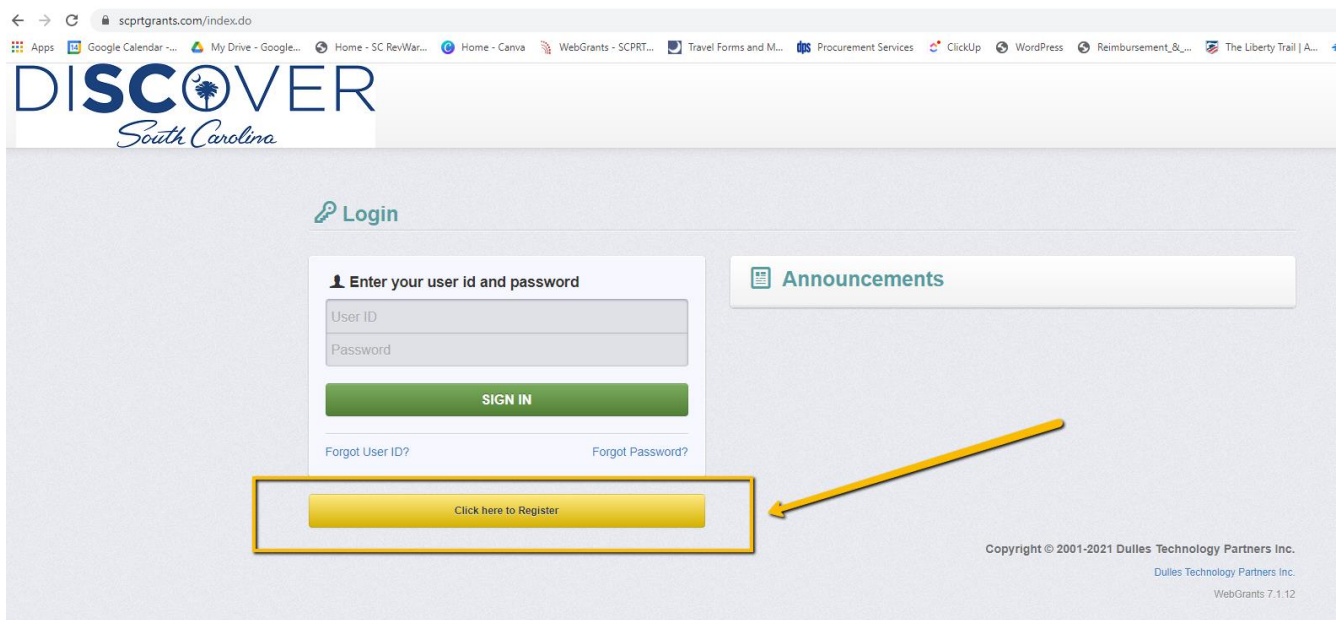 scprtgrants.com/index.do
Apps 14 Google Calendar -... My Drive - Google... Home - SC RevWar... Home - Canva WebGrants - SCPRT... Travel Forms and M... dps Procurement Services ClickUp WordPress Reimbursement_&_... The Liberty Trail | A...
DISCOVER
South Carolina
Login
Enter your user id and password
Announcements
User ID
Password
SIGN IN
Forgot User ID? Forgot Password?
Click here to Register
Copyright © 2001-2021 Dulles Technology Partners Inc.
Dulles Technology Partners Inc.
WebGrants 7.1.12